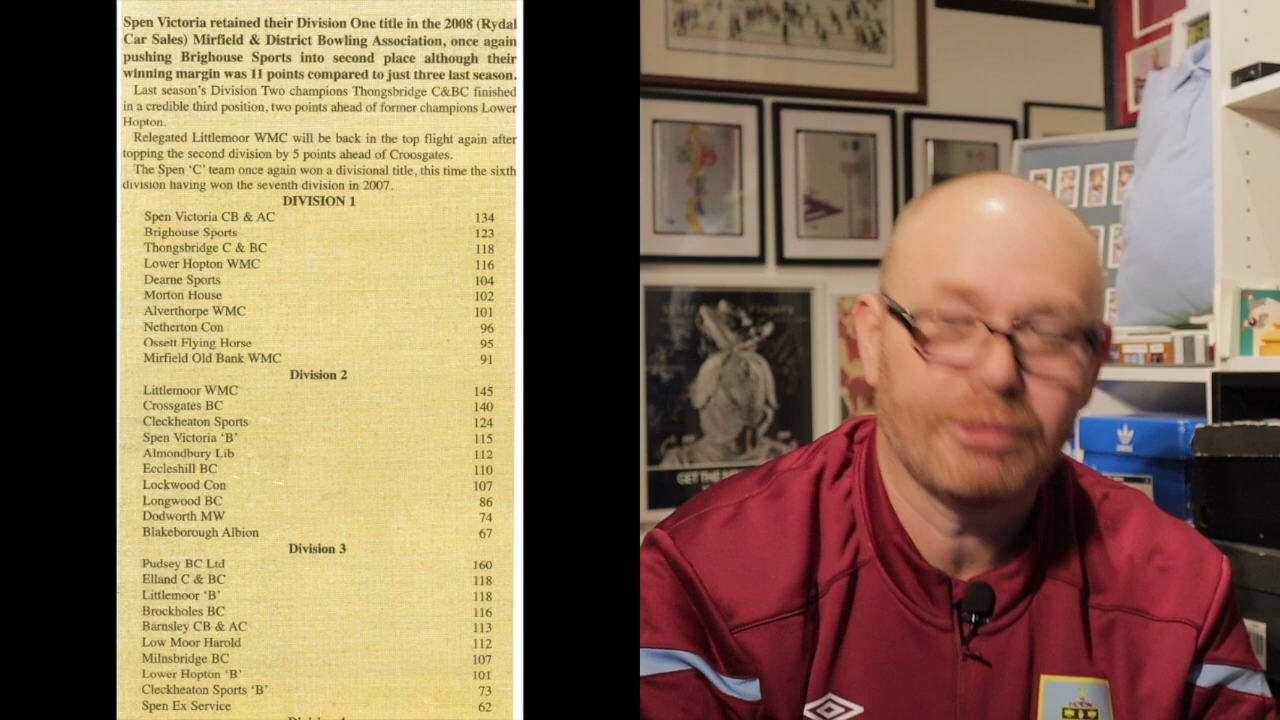 Spen Victoria retained their Division One title in the 2008 (Rydal
Car Sales) Mirfield & District Bowling Association, once again
pushing Brighouse Sports into second place although their
winning margin was 11 points compared to just three last season.
Last season's Division Two champions Thongsbridge C&BC finished
in a credible third position, two points ahead of former champions Lower
Hopton.
Relegated Littlemoor WMC will be back in the top flight again after
topping the second division by 5 points ahead of Croosgates.
The Spen 'C' team once again won a divisional title, this time the sixth
division having won the seventh division in 2007.
DIVISION 1
Spen Victoria CB & AC 134
Brighouse Sports 123
Thongsbridge C & BC 118
Lower Hopton WMC 116
Dearne Sports 104
Morton House 102
Alverthorpe WMC 101
Netherton Con 96
Ossett Flying Horse 95
Mirfield Old Bank WMC 91
Division 2
Littlemoor WMC 145
Crossgates BC 140
Cleckheaton Sports 124
Spen Victoria 'B' 115
Almondbury Lib 112
Eccleshill BC 110
Lockwood Con 107
Longwood BC 86
Dodworth MW 74
Blakeborough Albion 67
Division 3
Pudsey BC Ltd 160
Elland C & BC 118
Littlemoor 'B' 118
Brockholes BC 116
Barnsley CB & AC 113
Low Moor Harold 112
Milnsbridge BC 107
Lower Hopton 'B' 101
Cleckheaton Sports 'B' 73
Spen Ex Service 62
GET THE